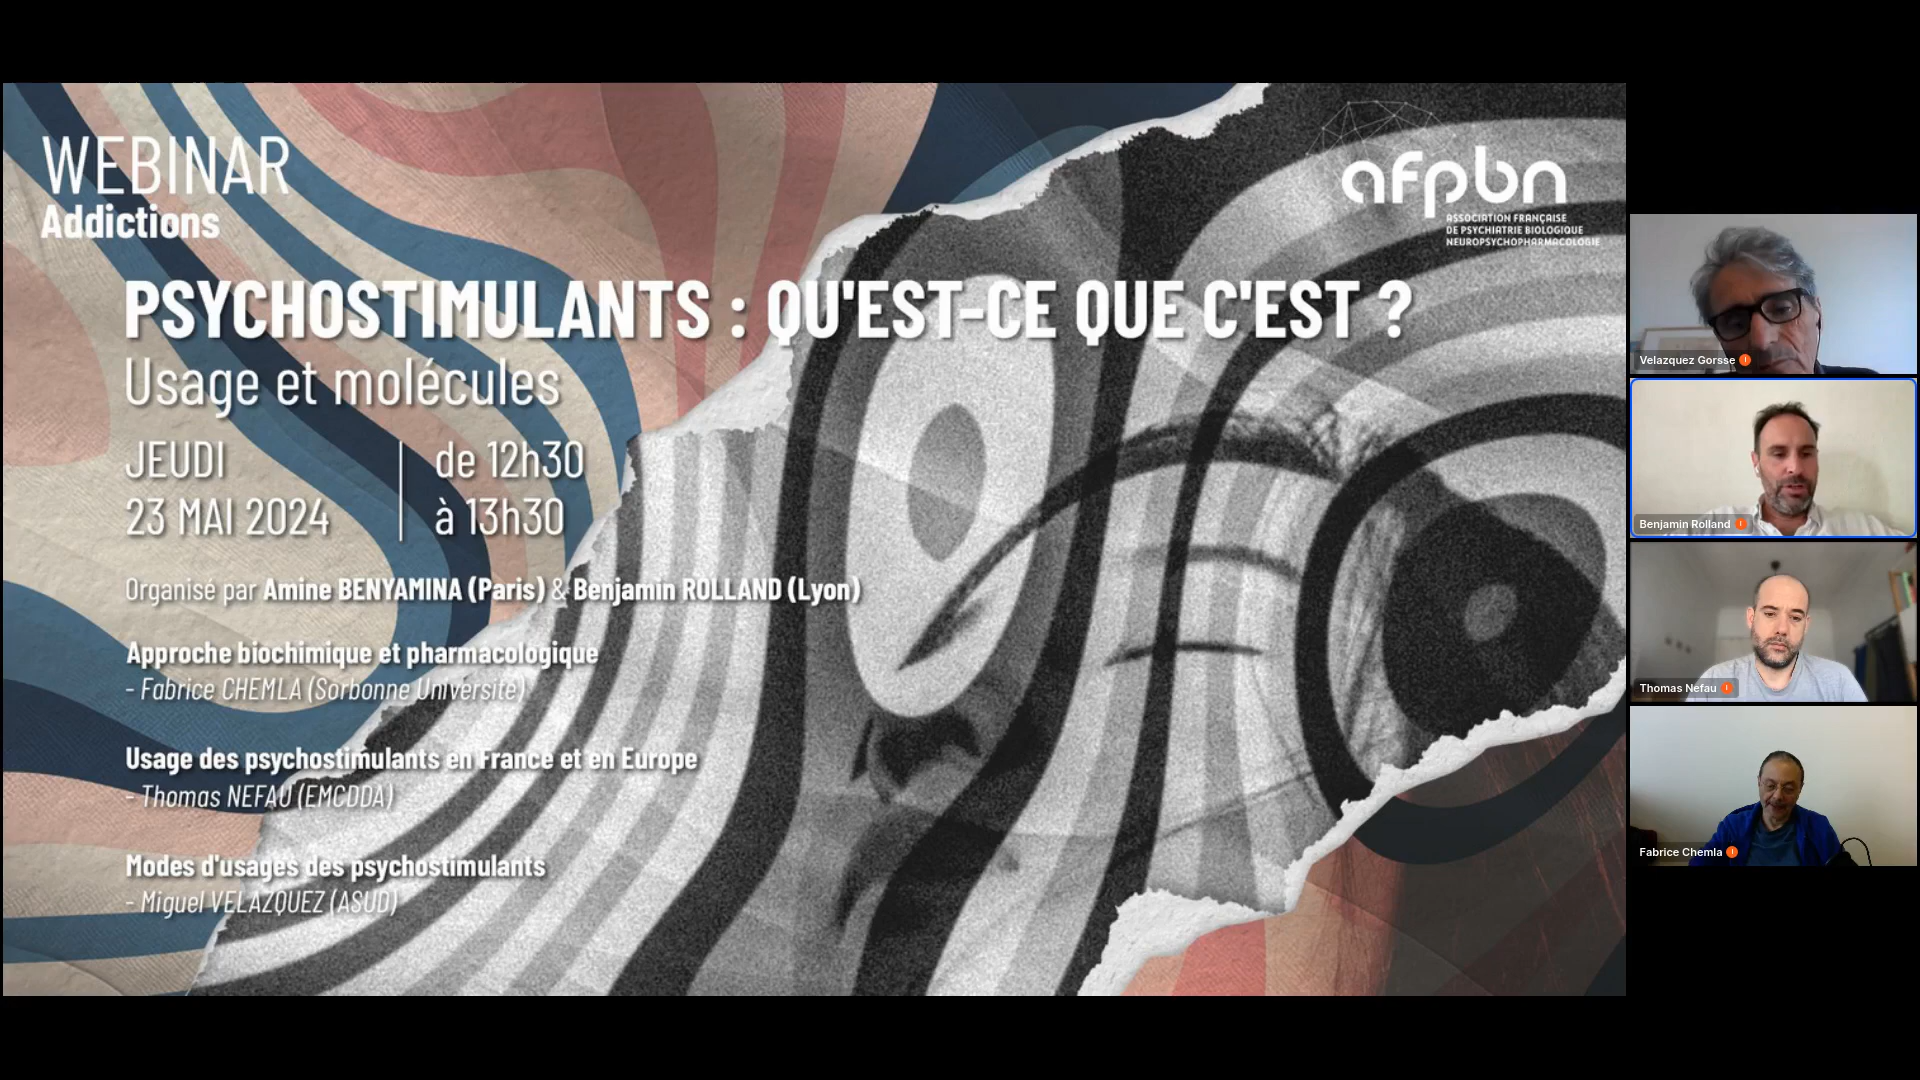 WEBINAR
Addictions
afpbn
ASSOCIATION FRANÇAISE
DE PSYCHIATRIE BIOLOGIQUE
NEUROPSYCHOPHARMACOLOGIE
PSYCHOSTIMULANTS : QU'EST-CE QUE C'EST ?
Usage et molécules
JEUDI
23 MAI 2024
de 12h30
à 13h30
Organisé par Amine BENYAMINA (Paris) & Benjamin ROLLAND (Lyon)
Approche biochimique et pharmacologique
- Fabrice CHEMLA (Sorbonne Université)
Usage des psychostimulants en France et en Europe
- Thomas NEFAU (EMCDDA)
Modes d'usages des psychostimulants
- Miguel VELAZQUEZ (ASUD)
Velazquez Gorsse
Benjamin Rolland
Thomas Nefau
Fabrice Chemla